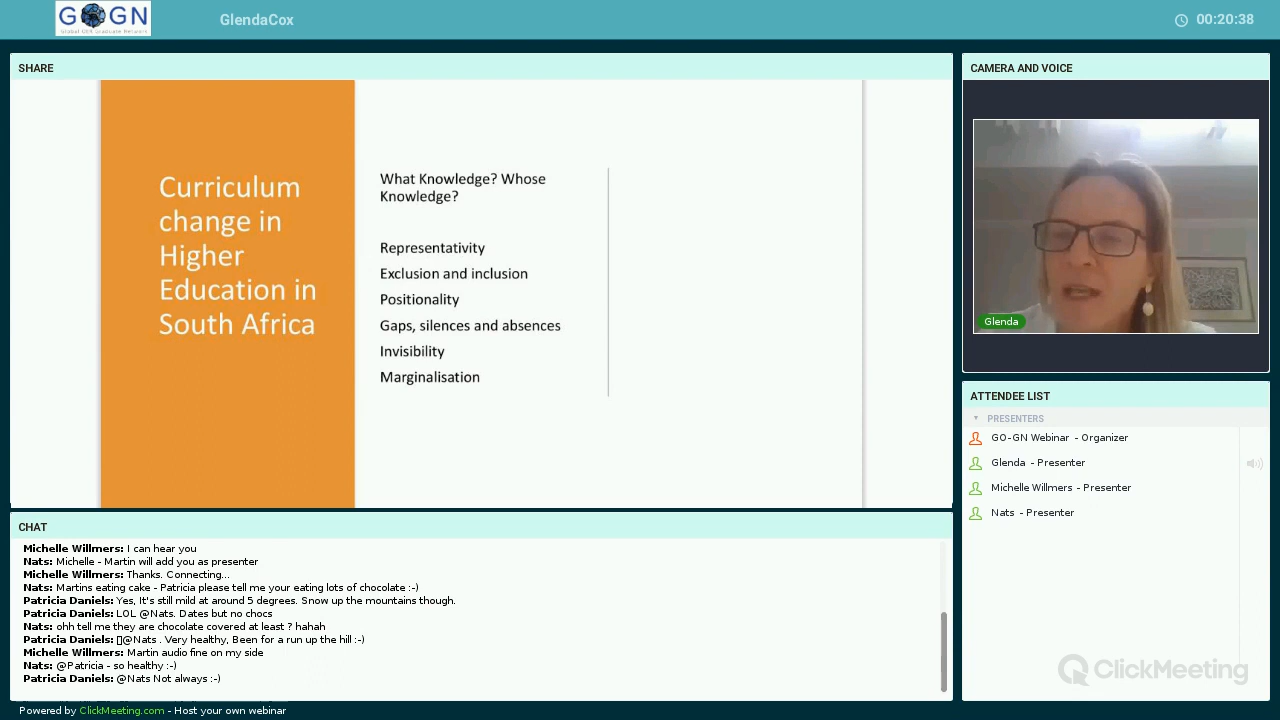 GOGN
Global OER Graduate Network
GlendaCox
00:20:38
SHARE
Curriculum
change in
Higher
Education in
South Africa
What Knowledge? Whose
Knowledge?
Representativity
Exclusion and inclusion
Positionality
Gaps, silences and absences
Invisibility
Marginalisation
CAMERA AND VOICE
Glenda
ATTENDEE LIST
PRESENTERS
GO-GN Webinar - Organizer
Glenda - Presenter
Michelle Willmers - Presenter
Nats - Presenter
ClickMeeting
CHAT
Michelle Willmers: I can hear you
Nats: Michelle - Martin will add you as presenter
Michelle Willmers: Thanks. Connecting...
Nats: Martins eating cake - Patricia please tell me your eating lots of chocolate :-)
Patricia Daniels: Yes, It's still mild at around 5 degrees. Snow up the mountains though.
Patricia Daniels: LOL @Nats. Dates but no chocs
Nats: ohh tell me they are chocolate covered at least ? hahah
Patricia Daniels: @Nats . Very healthy, Been for a run up the hill :-)
Michelle Willmers: Martin audio fine on my side
Nats: @Patricia - so healthy :-)
Patricia Daniels: @Nats Not always :-)
Powered by ClickMeeting.com - Host your own webinar